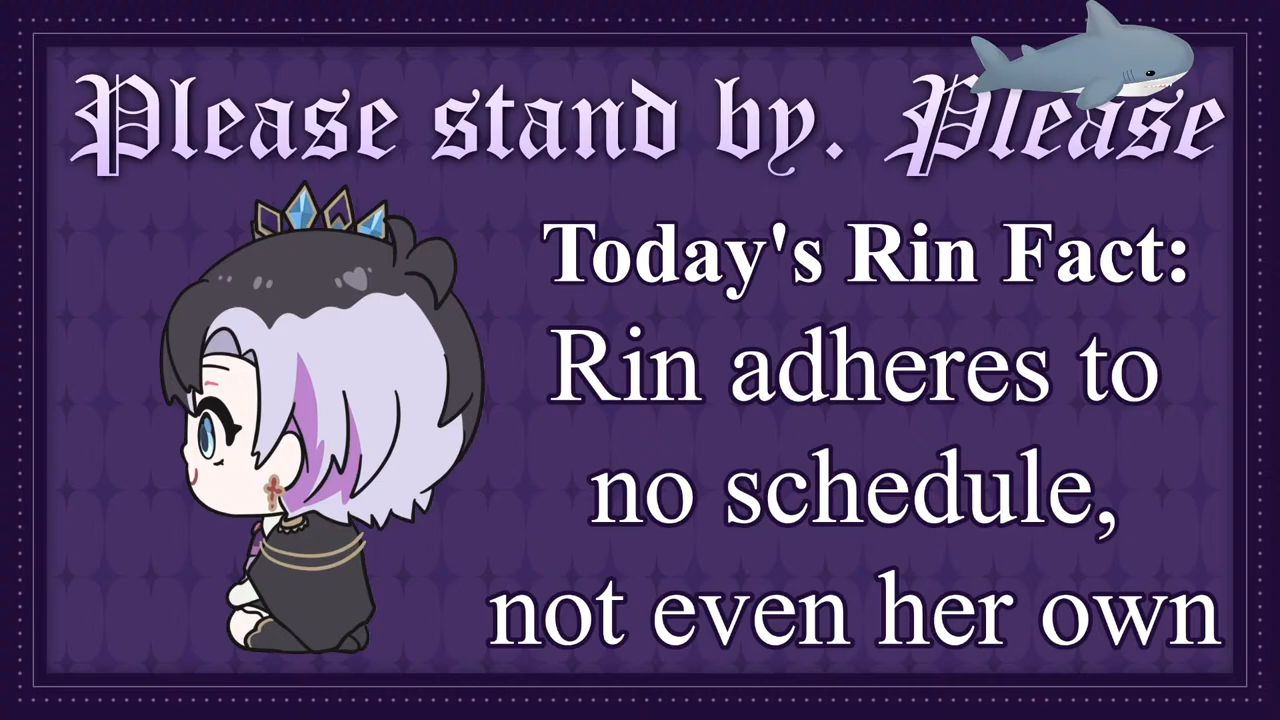 Please stand by. Please
Today's Rin Fact:
Rin adheres to
no schedule,
not even her own